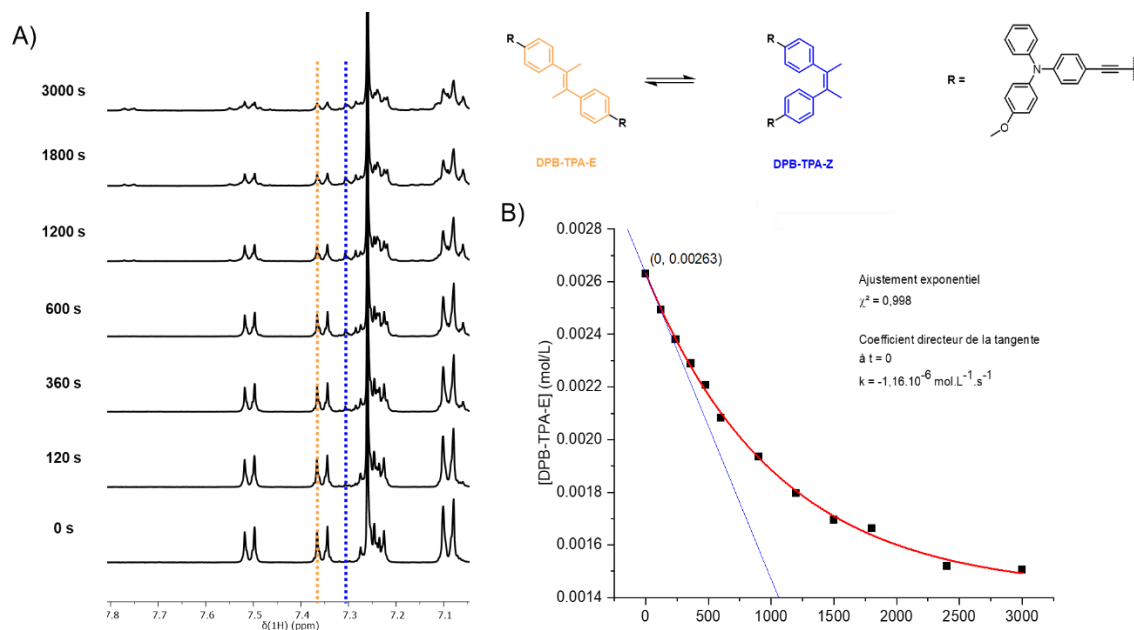 A)
3000 s
1800 s
1200 s
600 s
360 s
120 s
0 s
7.8 7.7 7.6 7.5 7.4 7.3 7.2 7.1
δ(1H) (ppm)
R
R
DPB-TPA-E
R
R
DPB-TPA-Z
R =
N
O
B)
[DPB-TPA-E] (mol/L)
0.0028
0.0026
0.0024
0.0022
0.0020
0.0018
0.0016
0.0014
0 500 1000 1500 2000 2500 3000
(0, 0.00263)
Ajustement exponentiel
χ² = 0,998
Coefficient directeur de la tangente
à t = 0
k = -1,16.10⁻⁶ mol.L⁻¹.s⁻¹